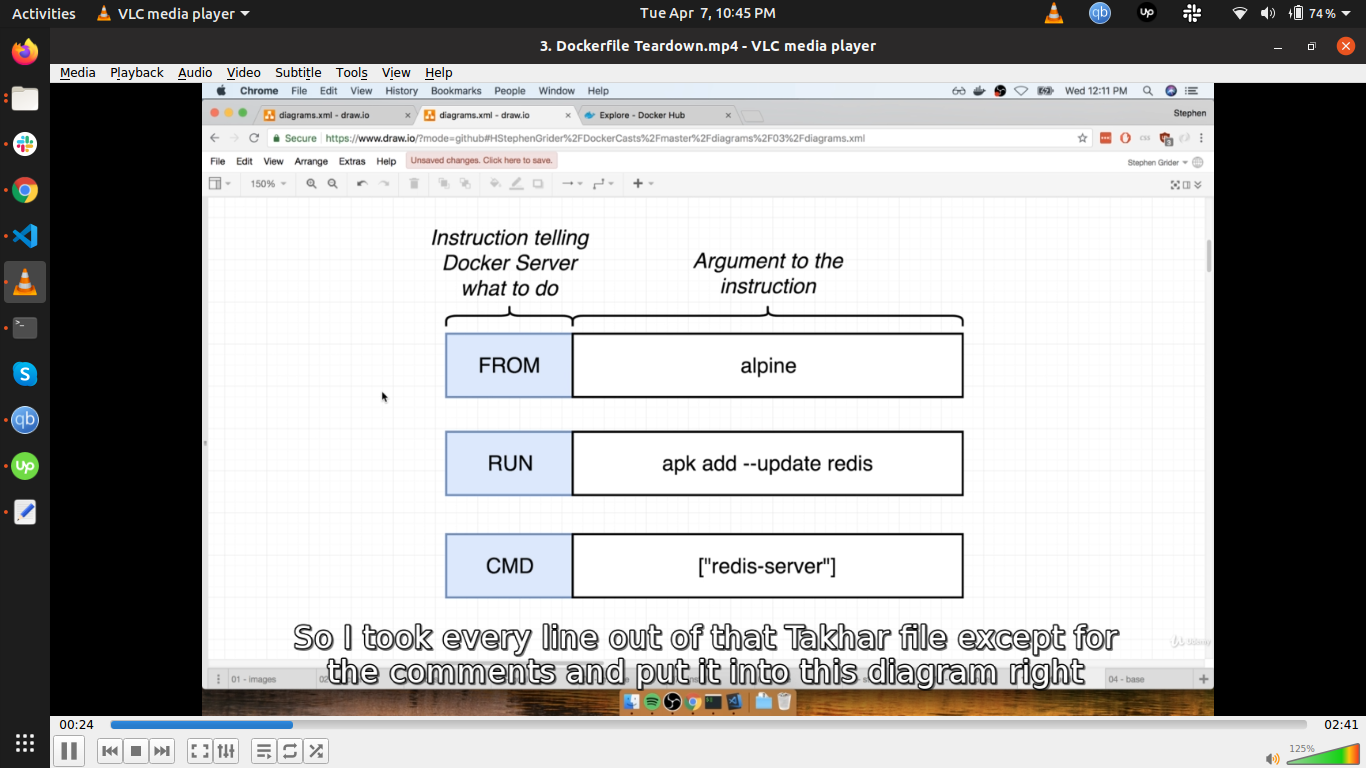 Activities VLC media player Tue Apr 7, 10:45 PM 74%
3. Dockerfile Teardown.mp4 - VLC media player
Media Playback Audio Video Subtitle Tools View Help
Chrome File Edit View History Bookmarks People Window Help Wed 12:11 PM
diagrams.xml - draw.io diagrams.xml - draw.io Explore - Docker Hub Stephen
Secure https://www.draw.io/?mode=github#HStephenGrider%2FDockerCasts%2Fmaster%2Fdiagrams%2F03%2Fdiagrams.xml
File Edit View Arrange Extras Help Unsaved changes. Click here to save. Stephen Grider
150%
Instruction telling
Docker Server
what to do
Argument to the
instruction
FROM alpine
RUN apk add --update redis
CMD ["redis-server"]
So I took every line out of that Takhar file except for
the comments and put it into this diagram right
01 - images 04 - base
00:24 02:41
125%